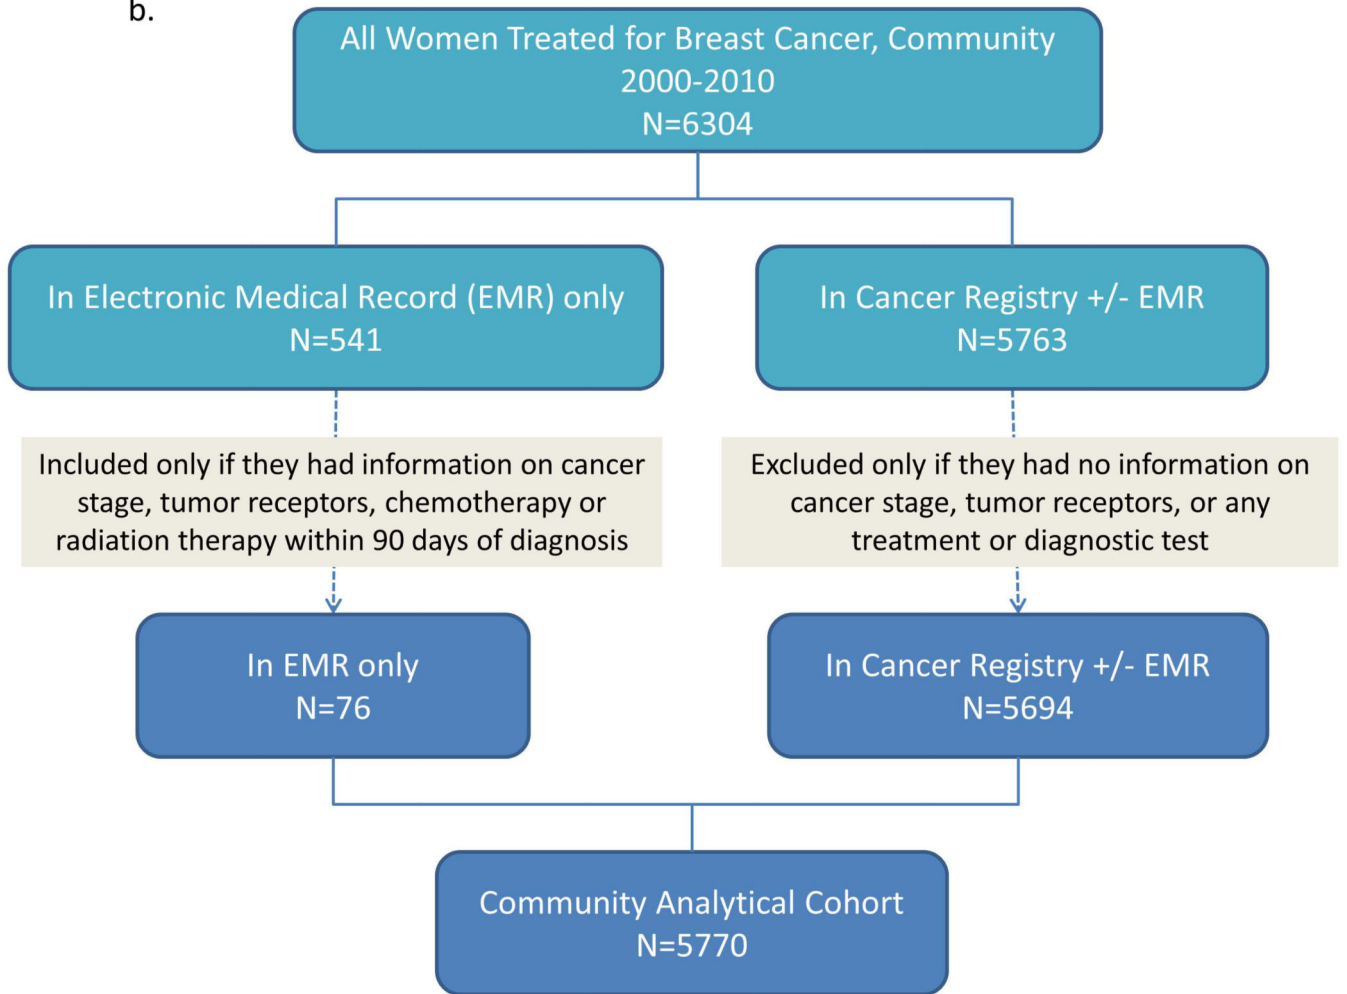 b.
All Women Treated for Breast Cancer, Community
2000-2010
N=6304
In Electronic Medical Record (EMR) only
N=541
In Cancer Registry +/- EMR
N=5763
Included only if they had information on cancer
stage, tumor receptors, chemotherapy or
radiation therapy within 90 days of diagnosis
Excluded only if they had no information on
cancer stage, tumor receptors, or any
treatment or diagnostic test
In EMR only
N=76
In Cancer Registry +/- EMR
N=5694
Community Analytical Cohort
N=5770